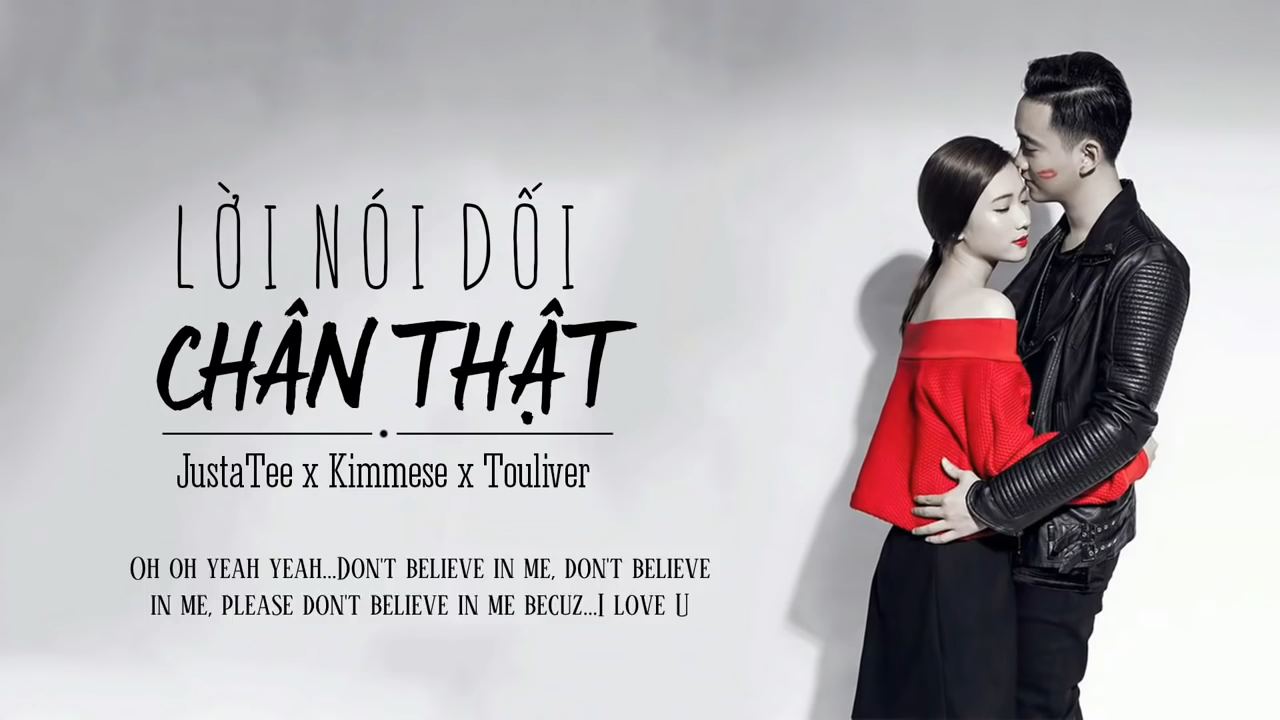 LỜI NÓI DỐI
CHÂN THẬT
JustaTee x Kimmese x Touliver
Oh oh yeah yeah...Don't believe in me, don't believe
in me, please don't believe in me becuz...I love U